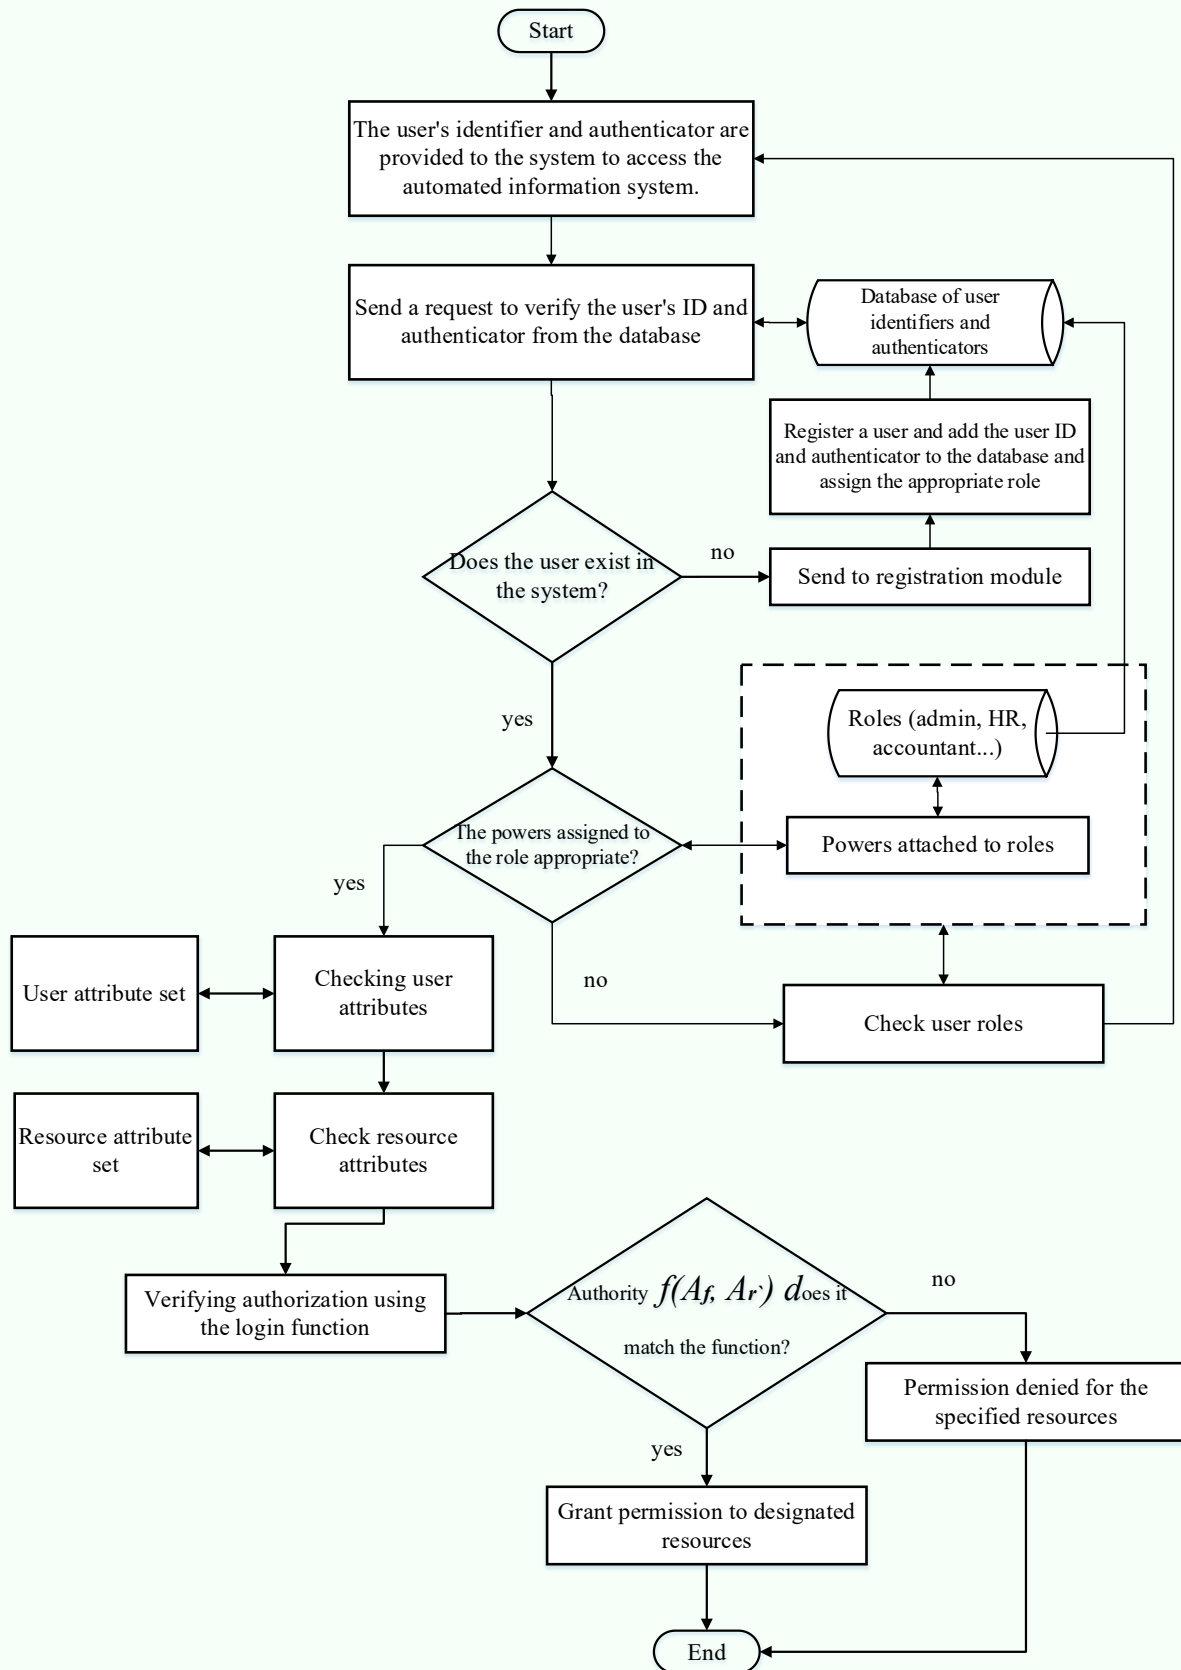 Start
The user's identifier and authenticator are
provided to the system to access the
automated information system.
Send a request to verify the user's ID and
authenticator from the database
Database of user
identifiers and
authenticators
Register a user and add the user ID
and authenticator to the database and
assign the appropriate role
Does the user exist in
the system?
no
Send to registration module
yes
Roles (admin, HR,
accountant...)
The powers assigned to
the role appropriate?
Powers attached to roles
yes
User attribute set
Checking user
attributes
no
Check user roles
Resource attribute
set
Check resource
attributes
Verifying authorization using
the login function
Authority f(Af, Ar`) does it
match the function?
no
Permission denied for the
specified resources
yes
Grant permission to designated
resources
End